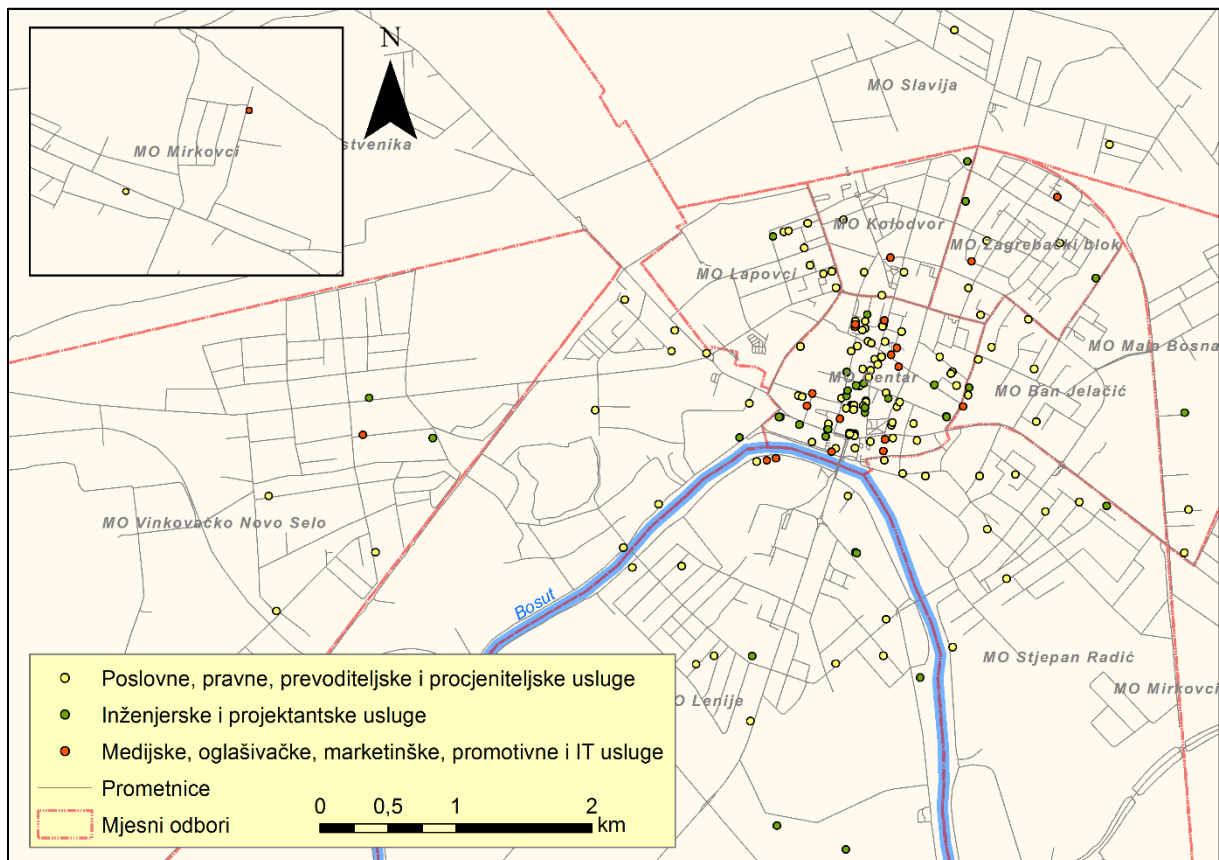 N
MO Slavija
MO Mirkovci
stvenika
MO Kolodvor
MO Zagrebački blok
MO Lapovci
MO Mala Bosna
MO Centar
MO Ban Jelačić
MO Vinkovačko Novo Selo
Bosut
MO Stjepan Radić
MO Mirkovci
O Lenije
Poslovne, pravne, prevoditeljske i procjeniteljske usluge
Inženjerske i projektantske usluge
Medijske, oglašivačke, marketinške, promotivne i IT usluge
Prometnice
Mjesni odbori
0 0,5 1 2
km